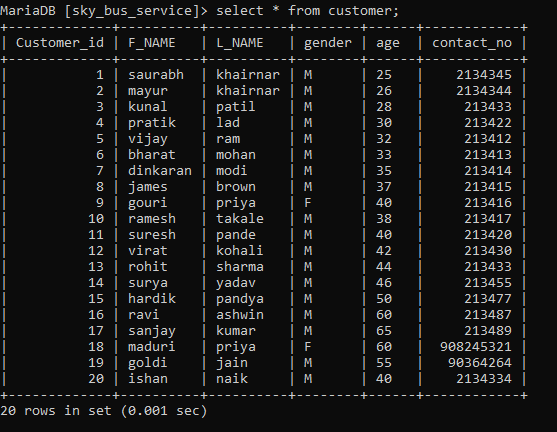 MariaDB [sky_bus_service]> select * from customer;
+-------------+----------+----------+--------+------+------------+
| Customer_id | F_NAME   | L_NAME   | gender | age  | contact_no |
+-------------+----------+----------+--------+------+------------+
|           1 | saurabh  | khairnar | M      | 25   |    2134345 |
|           2 | mayur    | khairnar | M      | 26   |    2134344 |
|           3 | kunal    | patil    | M      | 28   |     213433 |
|           4 | pratik   | lad      | M      | 30   |     213422 |
|           5 | vijay    | ram      | M      | 32   |     213412 |
|           6 | bharat   | mohan    | M      | 33   |     213413 |
|           7 | dinkaran | modi     | M      | 35   |     213414 |
|           8 | james    | brown    | M      | 37   |     213415 |
|           9 | gouri    | priya    | F      | 40   |     213416 |
|          10 | ramesh   | takale   | M      | 38   |     213417 |
|          11 | suresh   | pande    | M      | 40   |     213420 |
|          12 | virat    | kohali   | M      | 42   |     213430 |
|          13 | rohit    | sharma   | M      | 44   |     213433 |
|          14 | surya    | yadav    | M      | 46   |     213455 |
|          15 | hardik   | pandya   | M      | 50   |     213477 |
|          16 | ravi     | ashwin   | M      | 60   |     213487 |
|          17 | sanjay   | kumar    | M      | 65   |     213489 |
|          18 | maduri   | priya    | F      | 60   |  908245321 |
|          19 | goldi    | jain     | M      | 55   |   90364264 |
|          20 | ishan    | naik     | M      | 40   |    2134334 |
+-------------+----------+----------+--------+------+------------+
20 rows in set (0.001 sec)